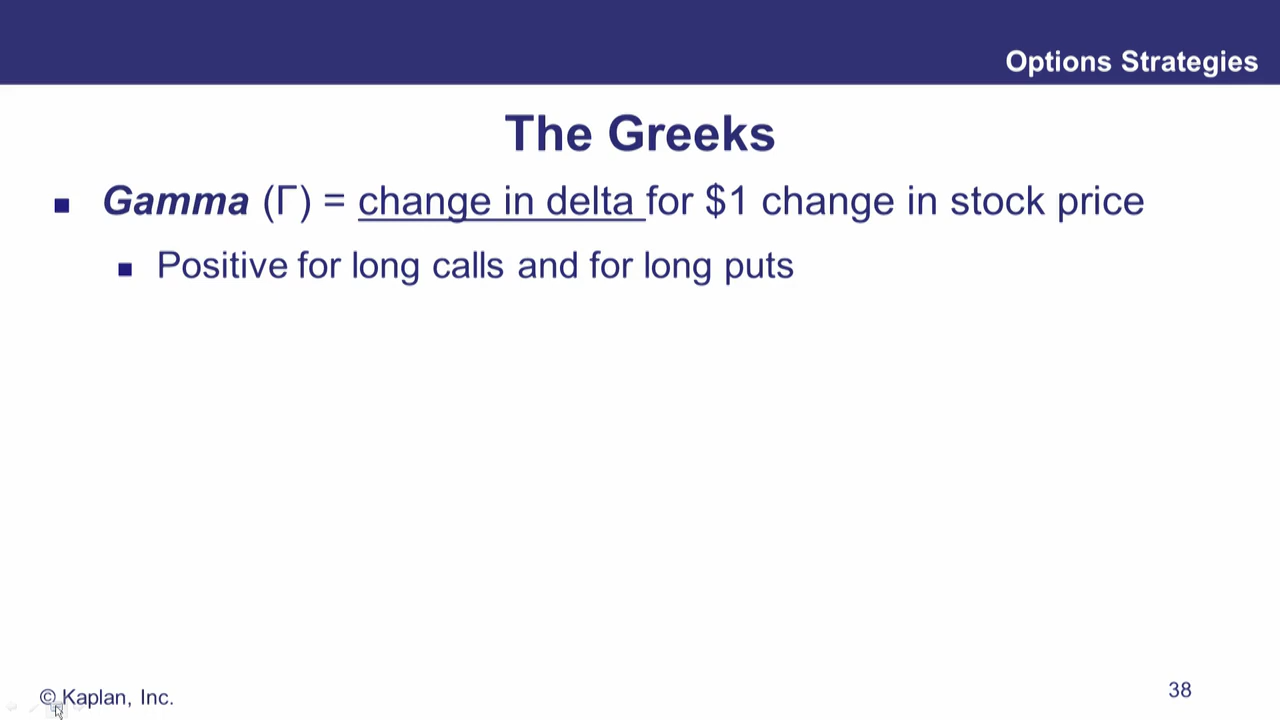 Options Strategies
The Greeks
▪ Gamma (Γ) = change in delta for $1 change in stock price
▪ Positive for long calls and for long puts
© Kaplan, Inc.
38